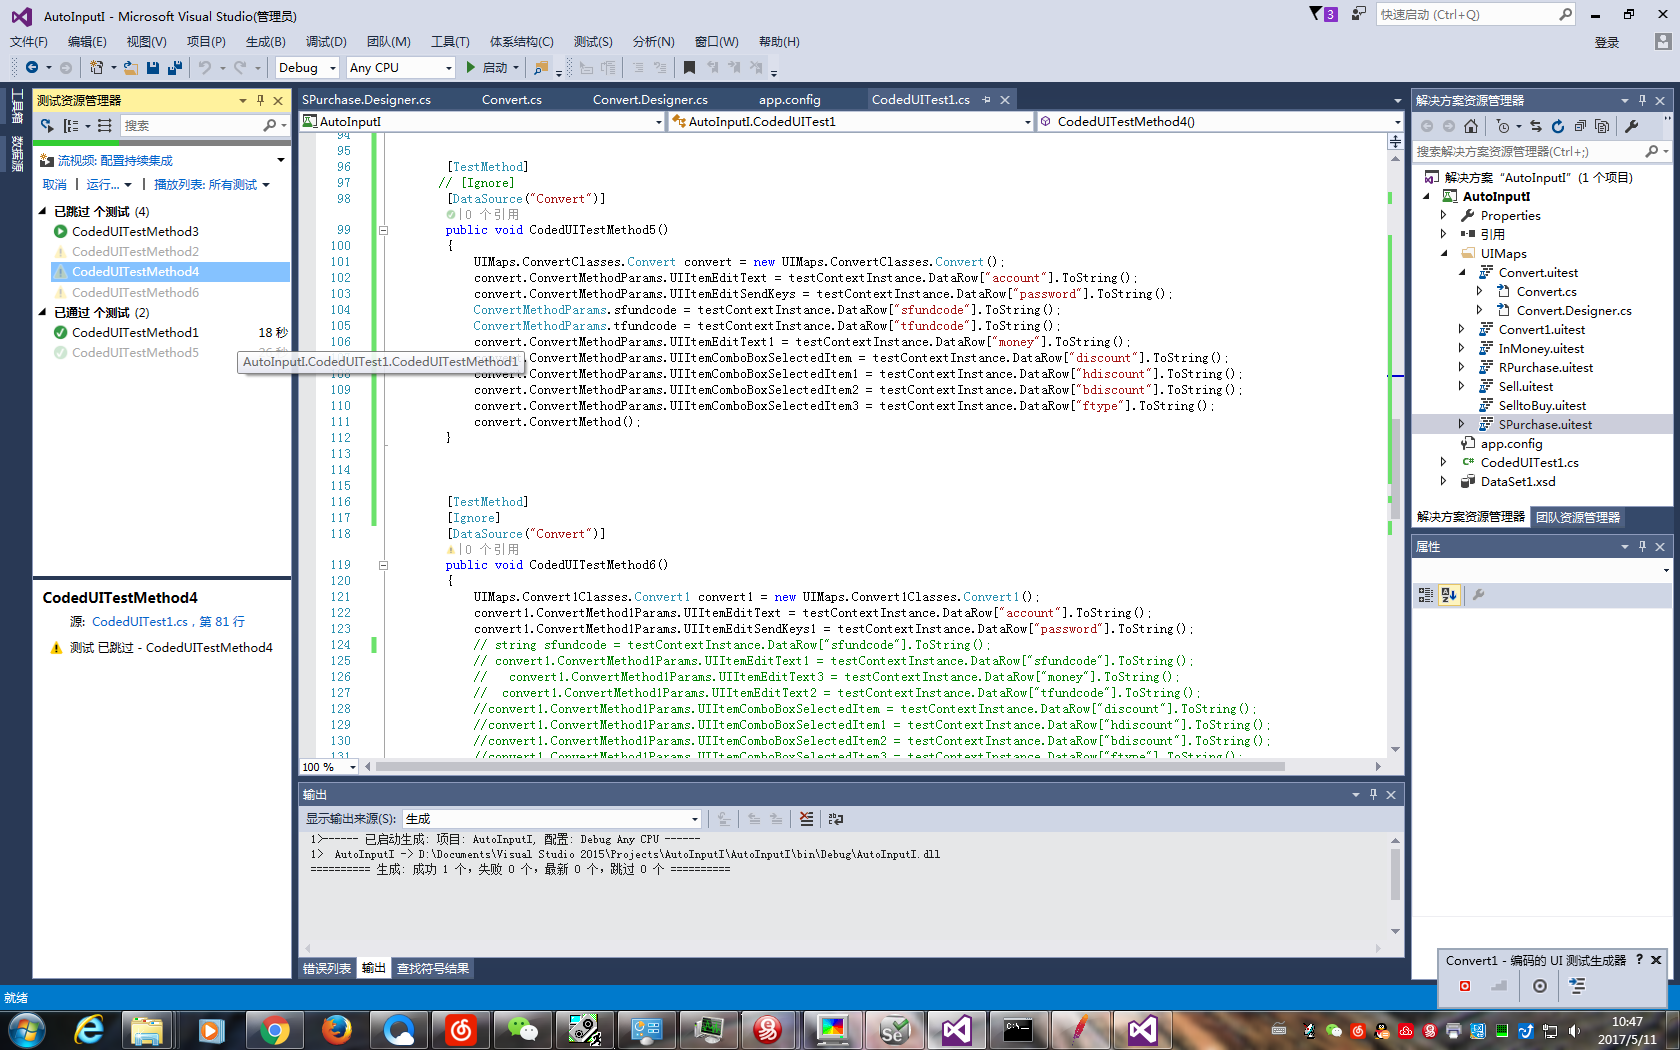 AutoInputI - Microsoft Visual Studio(管理员)
3
快速启动 (Ctrl+Q)
文件(F) 编辑(E) 视图(V) 项目(P) 生成(B) 调试(D) 团队(M) 工具(T) 体系结构(C) 测试(S) 分析(N) 窗口(W) 帮助(H)
登录
Debug Any CPU 启动
工具箱
数据源
测试资源管理器
搜索
流视频: 配置持续集成
取消 | 运行... | 播放列表: 所有测试
已跳过 个测试 (4)
CodedUITestMethod3
CodedUITestMethod2
CodedUITestMethod4
CodedUITestMethod6
已通过 个测试 (2)
CodedUITestMethod1 18 秒
CodedUITestMethod5
AutoInputI.CodedUITest1.CodedUITestMethod1
CodedUITestMethod4
源: CodedUITest1.cs , 第 81 行
测试 已跳过 - CodedUITestMethod4
SPurchase.Designer.cs Convert.cs Convert.Designer.cs app.config CodedUITest1.cs
AutoInputI AutoInputI.CodedUITest1 CodedUITestMethod4()
94
95
96 [TestMethod]
97 // [Ignore]
98 [DataSource("Convert")]
|0 个引用
99 public void CodedUITestMethod5()
100 {
101 UIMaps.ConvertClasses.Convert convert = new UIMaps.ConvertClasses.Convert();
102 convert.ConvertMethodParams.UIItemEditText = testContextInstance.DataRow["account"].ToString();
103 convert.ConvertMethodParams.UIItemEditSendKeys = testContextInstance.DataRow["password"].ToString();
104 ConvertMethodParams.sfundcode = testContextInstance.DataRow["sfundcode"].ToString();
105 ConvertMethodParams.tfundcode = testContextInstance.DataRow["tfundcode"].ToString();
106 convert.ConvertMethodParams.UIItemEditText1 = testContextInstance.DataRow["money"].ToString();
.ConvertMethodParams.UIItemComboBoxSelectedItem = testContextInstance.DataRow["discount"].ToString();
108 convert.ConvertMethodParams.UIItemComboBoxSelectedItem1 = testContextInstance.DataRow["hdiscount"].ToString();
109 convert.ConvertMethodParams.UIItemComboBoxSelectedItem2 = testContextInstance.DataRow["bdiscount"].ToString();
110 convert.ConvertMethodParams.UIItemComboBoxSelectedItem3 = testContextInstance.DataRow["ftype"].ToString();
111 convert.ConvertMethod();
112 }
113
114
115
116 [TestMethod]
117 [Ignore]
118 [DataSource("Convert")]
|0 个引用
119 public void CodedUITestMethod6()
120 {
121 UIMaps.Convert1Classes.Convert1 convert1 = new UIMaps.Convert1Classes.Convert1();
122 convert1.ConvertMethod1Params.UIItemEditText = testContextInstance.DataRow["account"].ToString();
123 convert1.ConvertMethod1Params.UIItemEditSendKeys1 = testContextInstance.DataRow["password"].ToString();
124 // string sfundcode = testContextInstance.DataRow["sfundcode"].ToString();
125 // convert1.ConvertMethod1Params.UIItemEditText1 = testContextInstance.DataRow["sfundcode"].ToString();
126 // convert1.ConvertMethod1Params.UIItemEditText3 = testContextInstance.DataRow["money"].ToString();
127 // convert1.ConvertMethod1Params.UIItemEditText2 = testContextInstance.DataRow["tfundcode"].ToString();
128 //convert1.ConvertMethod1Params.UIItemComboBoxSelectedItem = testContextInstance.DataRow["discount"].ToString();
129 //convert1.ConvertMethod1Params.UIItemComboBoxSelectedItem1 = testContextInstance.DataRow["hdiscount"].ToString();
130 //convert1.ConvertMethod1Params.UIItemComboBoxSelectedItem2 = testContextInstance.DataRow["bdiscount"].ToString();
131 //convert1.ConvertMethod1Params.UIItemComboBoxSelectedItem3 = testContextInstance.DataRow["ftype"].ToString();
100 %
输出
显示输出来源(S): 生成
1>------ 已启动生成: 项目: AutoInputI, 配置: Debug Any CPU ------
1> AutoInputI -> D:\Documents\Visual Studio 2015\Projects\AutoInputI\AutoInputI\bin\Debug\AutoInputI.dll
========== 生成: 成功 1 个，失败 0 个，最新 0 个，跳过 0 个 ==========
错误列表 输出 查找符号结果
解决方案资源管理器
搜索解决方案资源管理器(Ctrl+;)
解决方案 "AutoInputI" (1 个项目)
AutoInputI
Properties
引用
UIMaps
Convert.uitest
Convert.cs
Convert.Designer.cs
Convert1.uitest
InMoney.uitest
RPurchase.uitest
Sell.uitest
SelltoBuy.uitest
SPurchase.uitest
app.config
C# CodedUITest1.cs
DataSet1.xsd
解决方案资源管理器 团队资源管理器
属性
Convert1 - 编码的 UI 测试生成器 ?
就绪
Se
10:47
2017/5/11